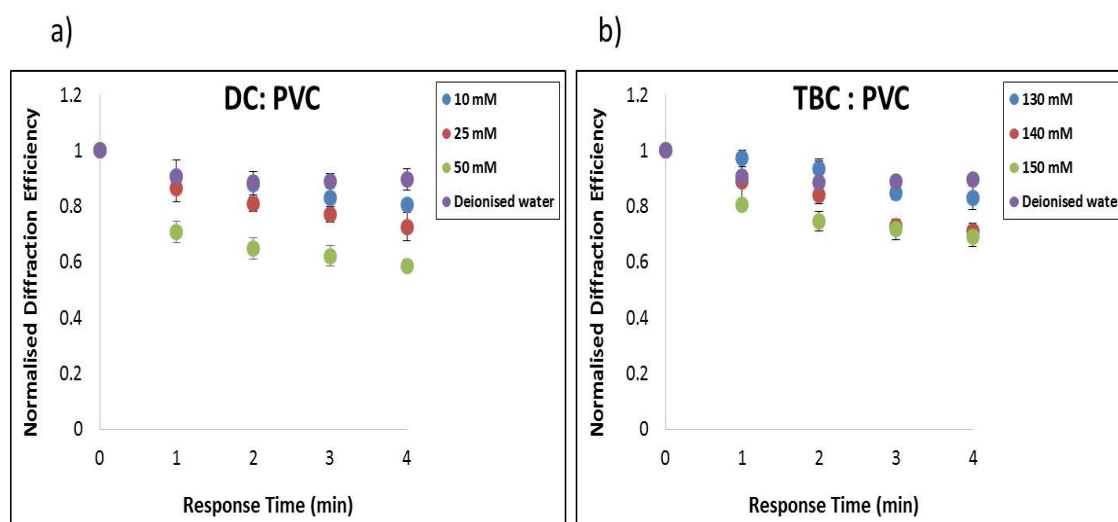 a)
DC: PVC
Normalised Diffraction Efficiency
1.2
1
0.8
0.6
0.4
0.2
0
0 1 2 3 4
Response Time (min)
10 mM
25 mM
50 mM
Deionised water
b)
TBC : PVC
Normalised Diffraction Efficiency
1.2
1
0.8
0.6
0.4
0.2
0
0 1 2 3 4
Response Time (min)
130 mM
140 mM
150 mM
Deionised water